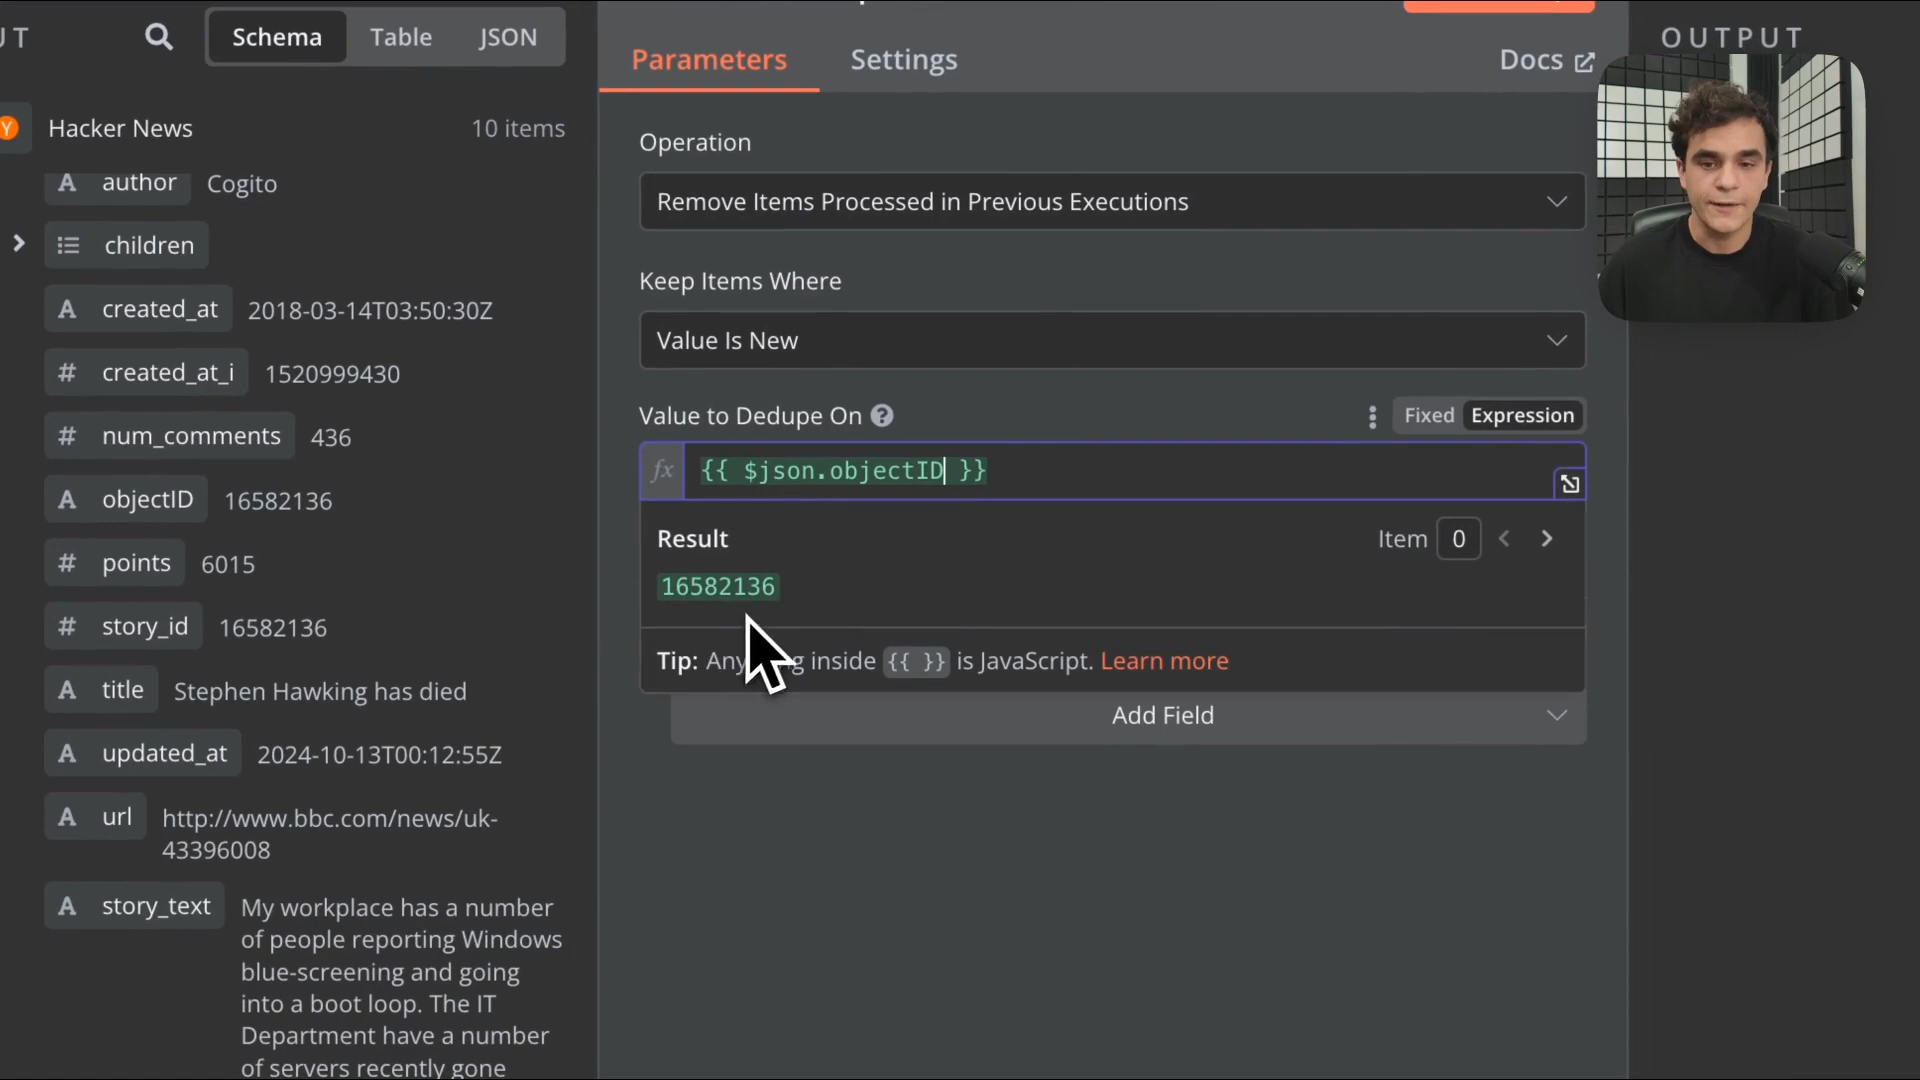 UT
Schema
Table
JSON
Y
Hacker News
10 items
A author Cogito
children
A created_at 2018-03-14T03:50:30Z
# created_at_i 1520999430
# num_comments 436
A objectID 16582136
# points 6015
# story_id 16582136
A title Stephen Hawking has died
A updated_at 2024-10-13T00:12:55Z
A url http://www.bbc.com/news/uk-
43396008
A story_text My workplace has a number
of people reporting Windows
blue-screening and going
into a boot loop. The IT
Department have a number
of servers recently gone
Parameters
Settings
Docs
Operation
Remove Items Processed in Previous Executions
Keep Items Where
Value Is New
Value to Dedupe On ?
Fixed
Expression
fx {{ $json.objectID }}
Result
Item 0
16582136
Tip: inside {{ }} is JavaScript. Learn more
Add Field
OUTPUT